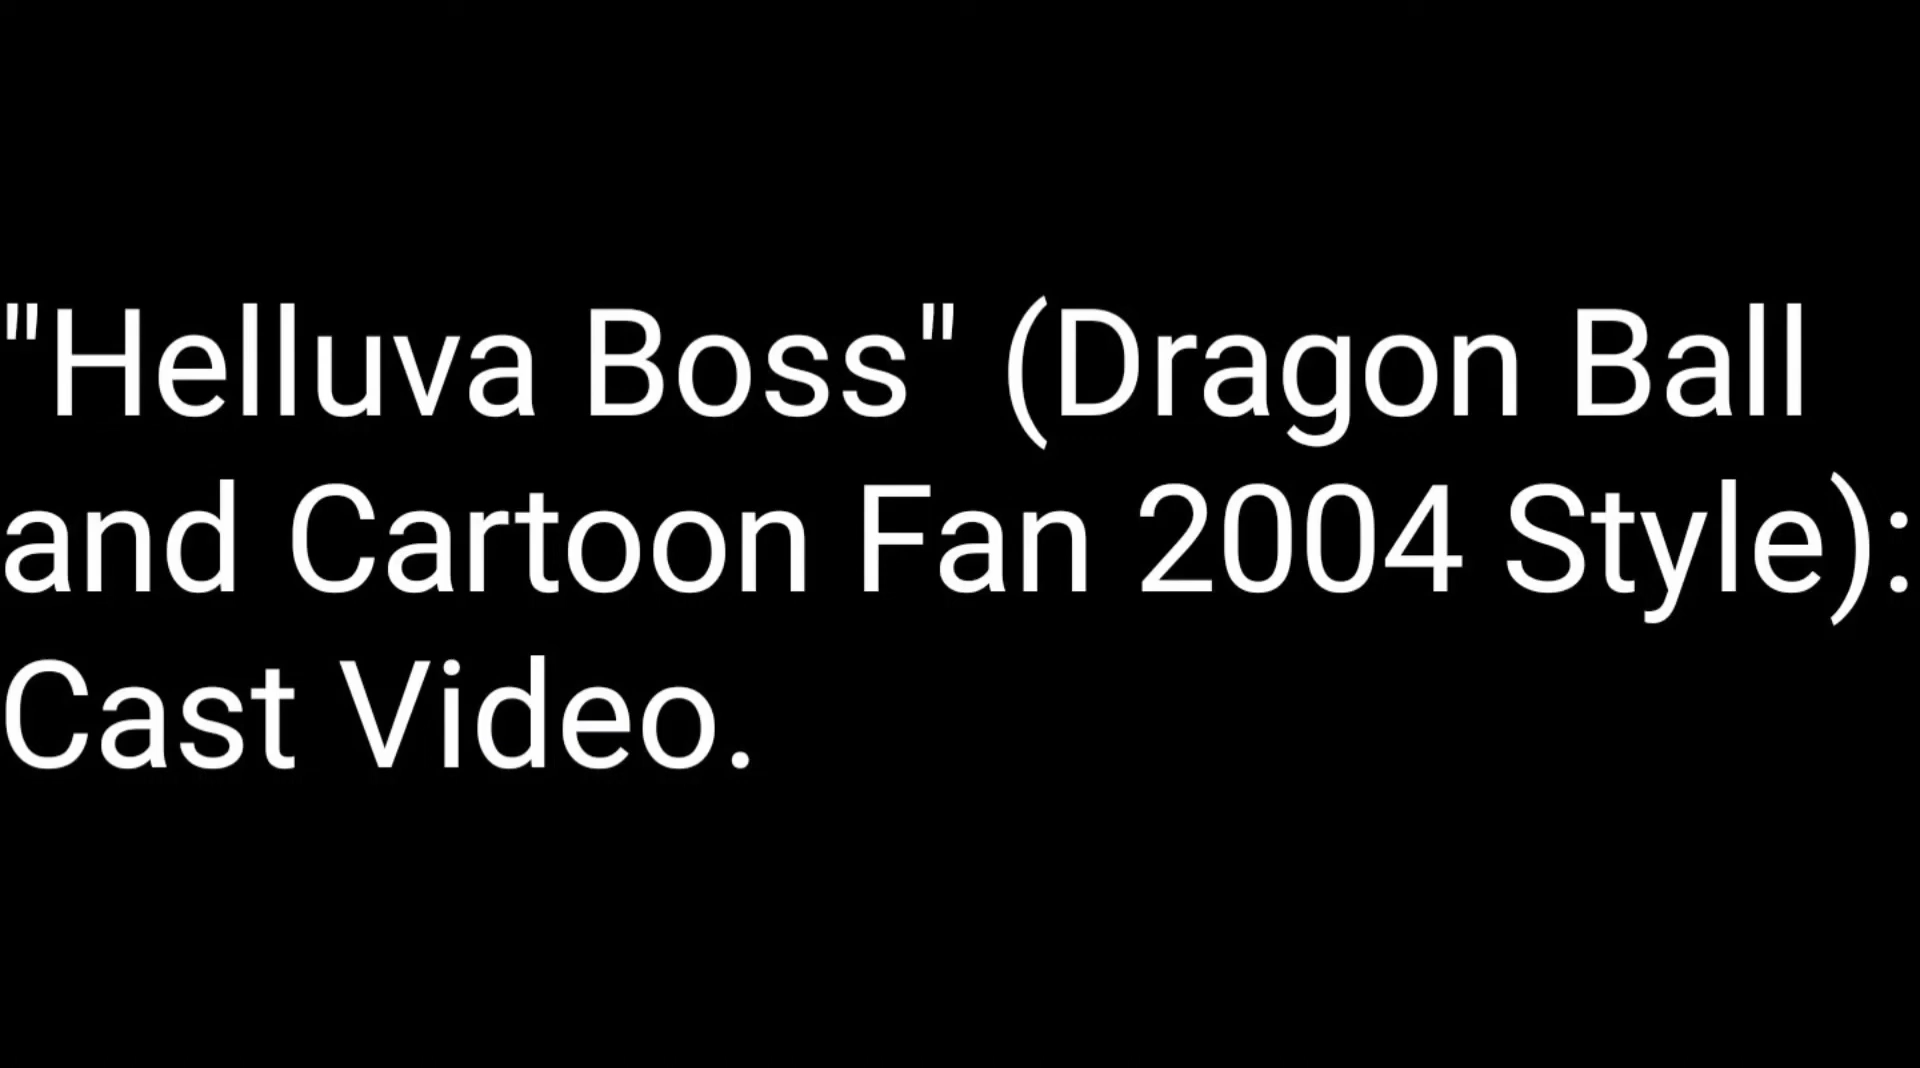 "Helluva Boss" (Dragon Ball
and Cartoon Fan 2004 Style):
Cast Video.